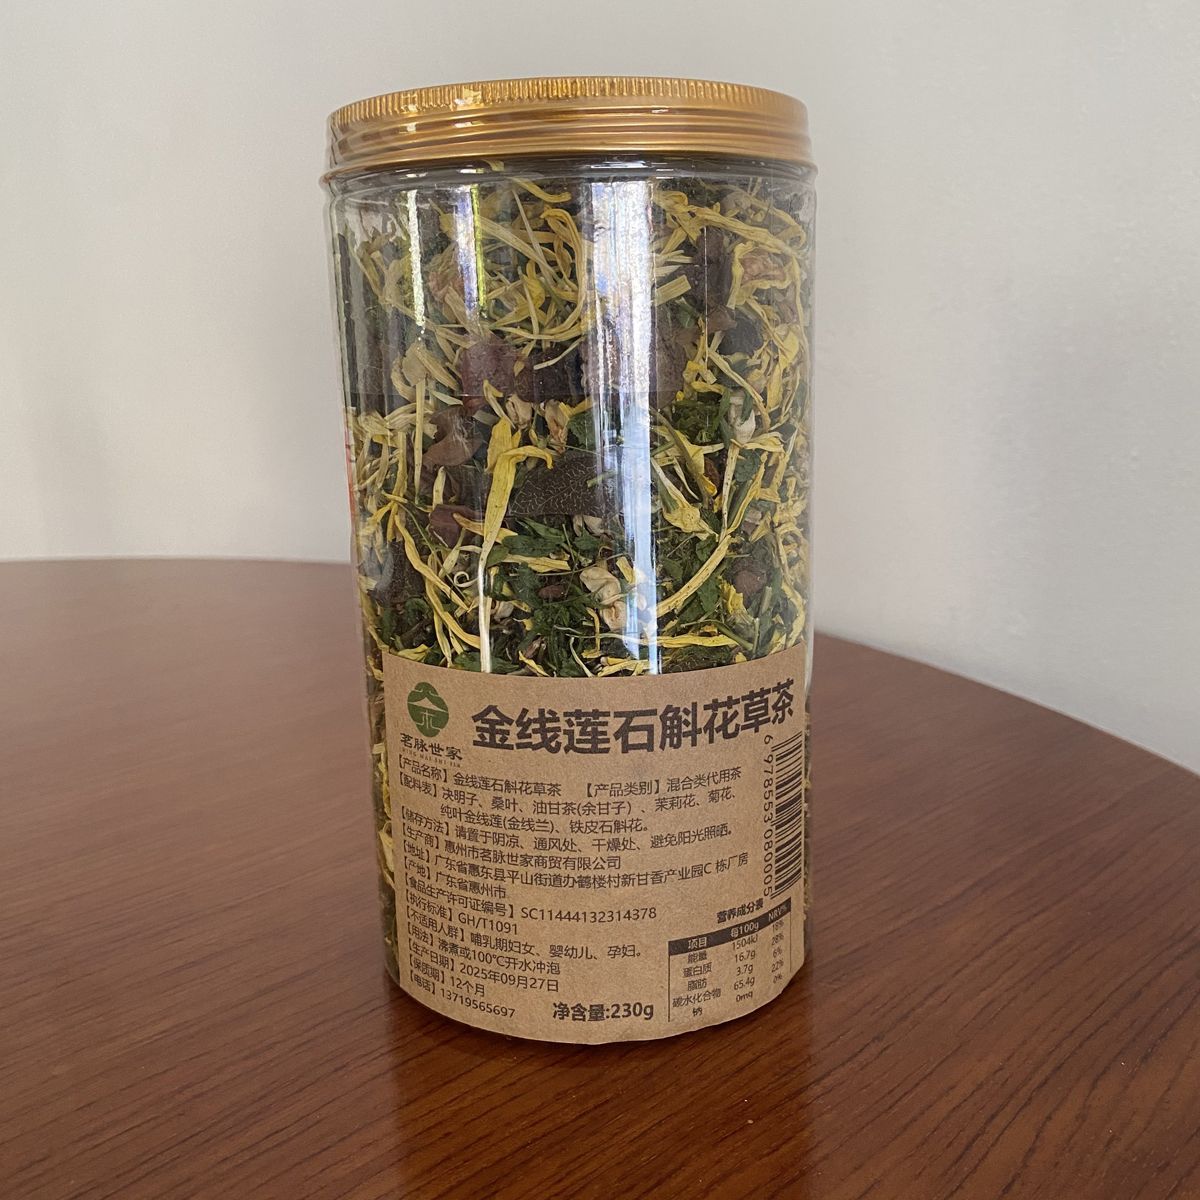 茗脉世家
MING MAI SHI JIA
金线莲石斛花草茶
【产品名称】金线莲石斛花草茶 【产品类别】混合类代用茶
【配料表】决明子、桑叶、油甘茶(余甘子)、茉莉花、菊花、
纯叶金线莲(金线兰)、铁皮石斛花。
【储存方法】请置于阴凉、通风处、干燥处、避免阳光照晒。
【生产商】惠州市茗脉世家商贸有限公司
【地址】广东省惠东县平山街道办鹤楼村新甘香产业园C 栋厂房
【产地】广东省惠州市
【食品生产许可证编号】SC11444132314378
【执行标准】GH/T1091
【不适用人群】哺乳期妇女、婴幼儿、孕妇。
【用法】沸煮或100℃开水冲泡
【生产日期】2025年09月27日
【保质期】12个月
【电话】13719565697
净含量:230g
6 978553 080005
营养成分表
项目 每100g NRV%
能量 1504kJ 18%
蛋白质 16.7g 28%
脂肪 3.7g 6%
碳水化合物 65.4g 22%
钠 0mg 0%